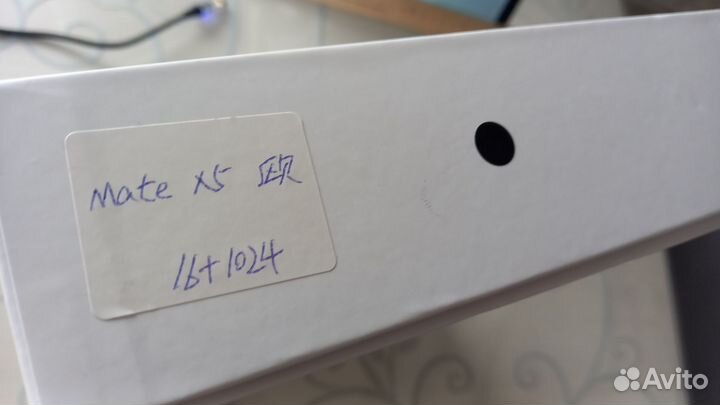 Mate X5 欧
16+1024
Avito